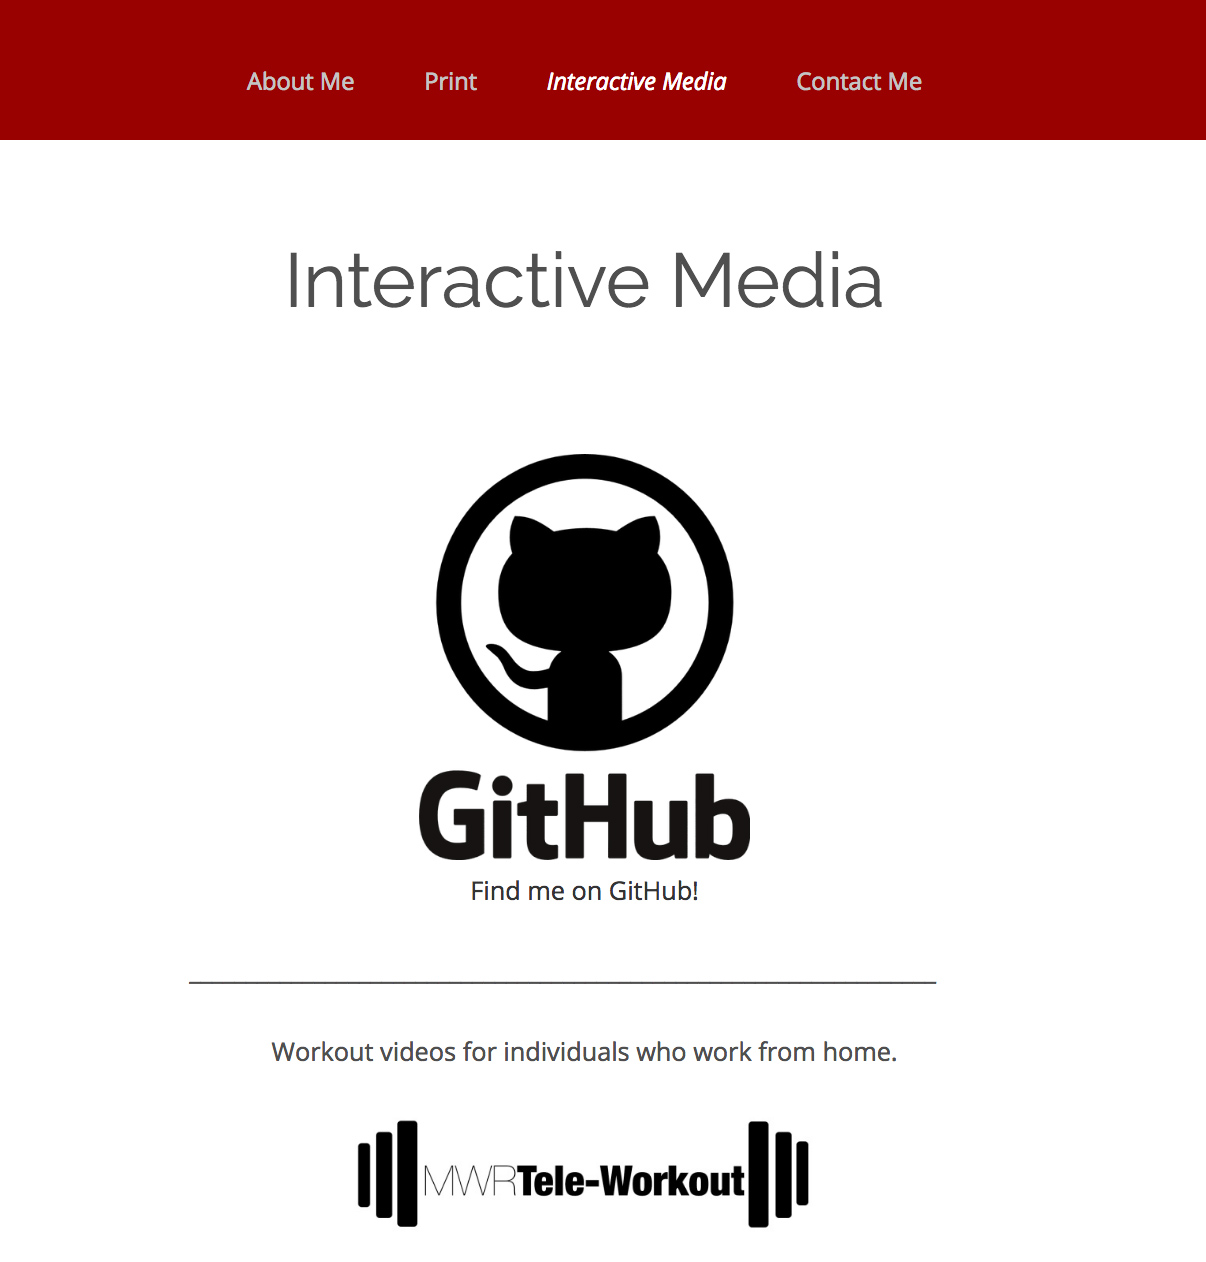 About Me Print Interactive Media Contact Me
Interactive Media
GitHub
Find me on GitHub!
Workout videos for individuals who work from home.
MWRTele-Workout